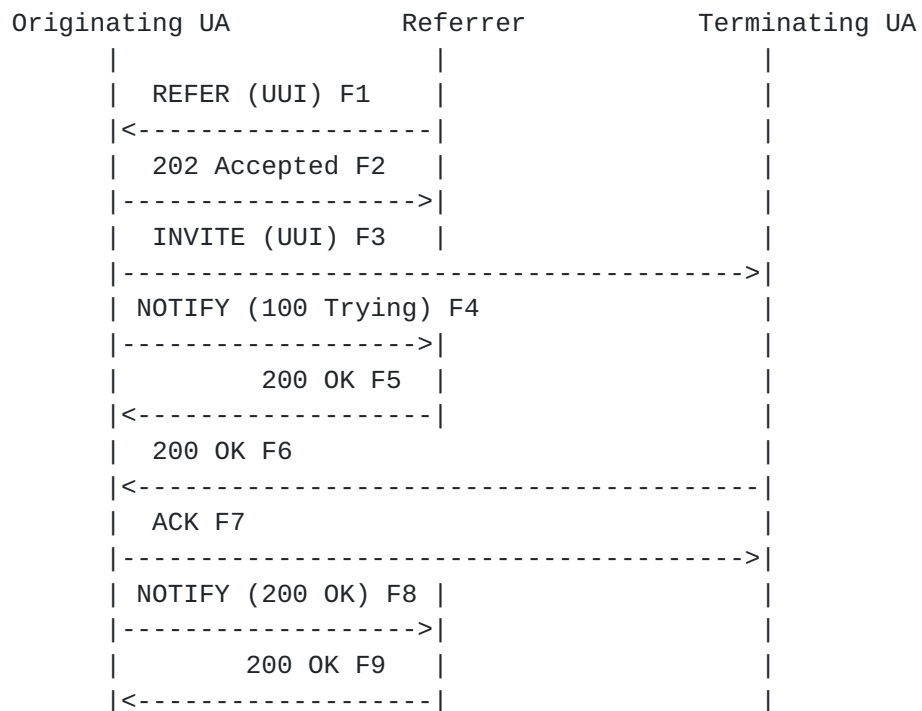 Originating UA Referrer Terminating UA
REFER (UUI) F1
202 Accepted F2
INVITE (UUI) F3
NOTIFY (100 Trying) F4
200 OK F5
200 OK F6
ACK F7
NOTIFY (200 OK) F8
200 OK F9